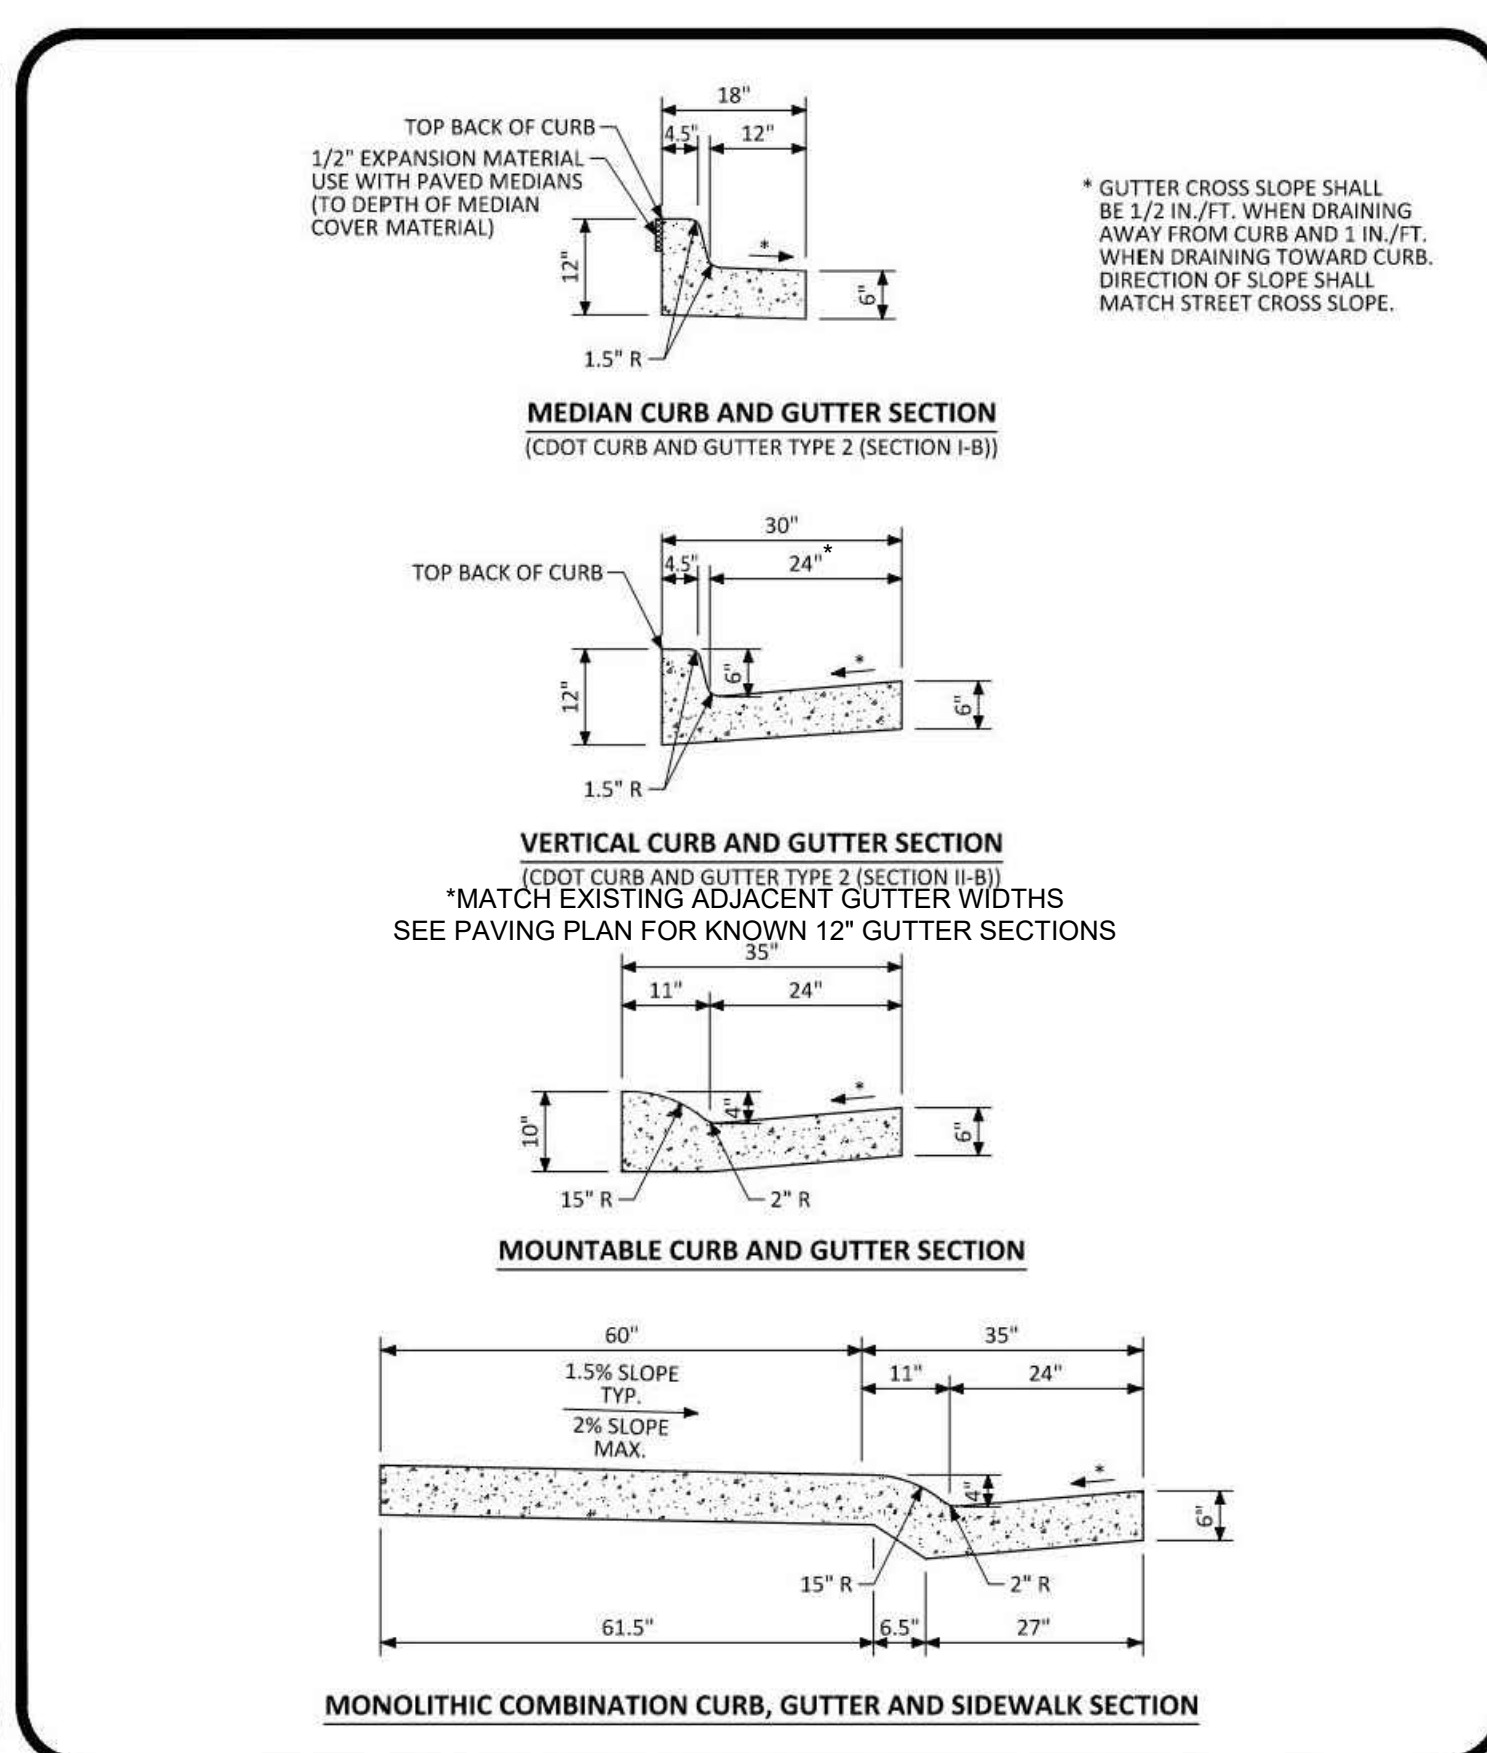 18"
TOP BACK OF CURB
4.5"
12"
1/2" EXPANSION MATERIAL
USE WITH PAVED MEDIANS
(TO DEPTH OF MEDIAN
COVER MATERIAL)
* GUTTER CROSS SLOPE SHALL
BE 1/2 IN./FT. WHEN DRAINING
AWAY FROM CURB AND 1 IN./FT.
WHEN DRAINING TOWARD CURB.
DIRECTION OF SLOPE SHALL
MATCH STREET CROSS SLOPE.
*
12"
6"
1.5" R
MEDIAN CURB AND GUTTER SECTION
(CDOT CURB AND GUTTER TYPE 2 (SECTION I-B))
30"
4.5"
24"*
TOP BACK OF CURB
*
6"
12"
6"
1.5" R
VERTICAL CURB AND GUTTER SECTION
(CDOT CURB AND GUTTER TYPE 2 (SECTION II-B))
*MATCH EXISTING ADJACENT GUTTER WIDTHS
SEE PAVING PLAN FOR KNOWN 12" GUTTER SECTIONS
35"
11"
24"
*
4"
10"
6"
15" R
2" R
MOUNTABLE CURB AND GUTTER SECTION
60"
35"
1.5% SLOPE
TYP.
11"
24"
2% SLOPE
MAX.
*
4"
6"
15" R
2" R
61.5"
6.5"
27"
MONOLITHIC COMBINATION CURB, GUTTER AND SIDEWALK SECTION